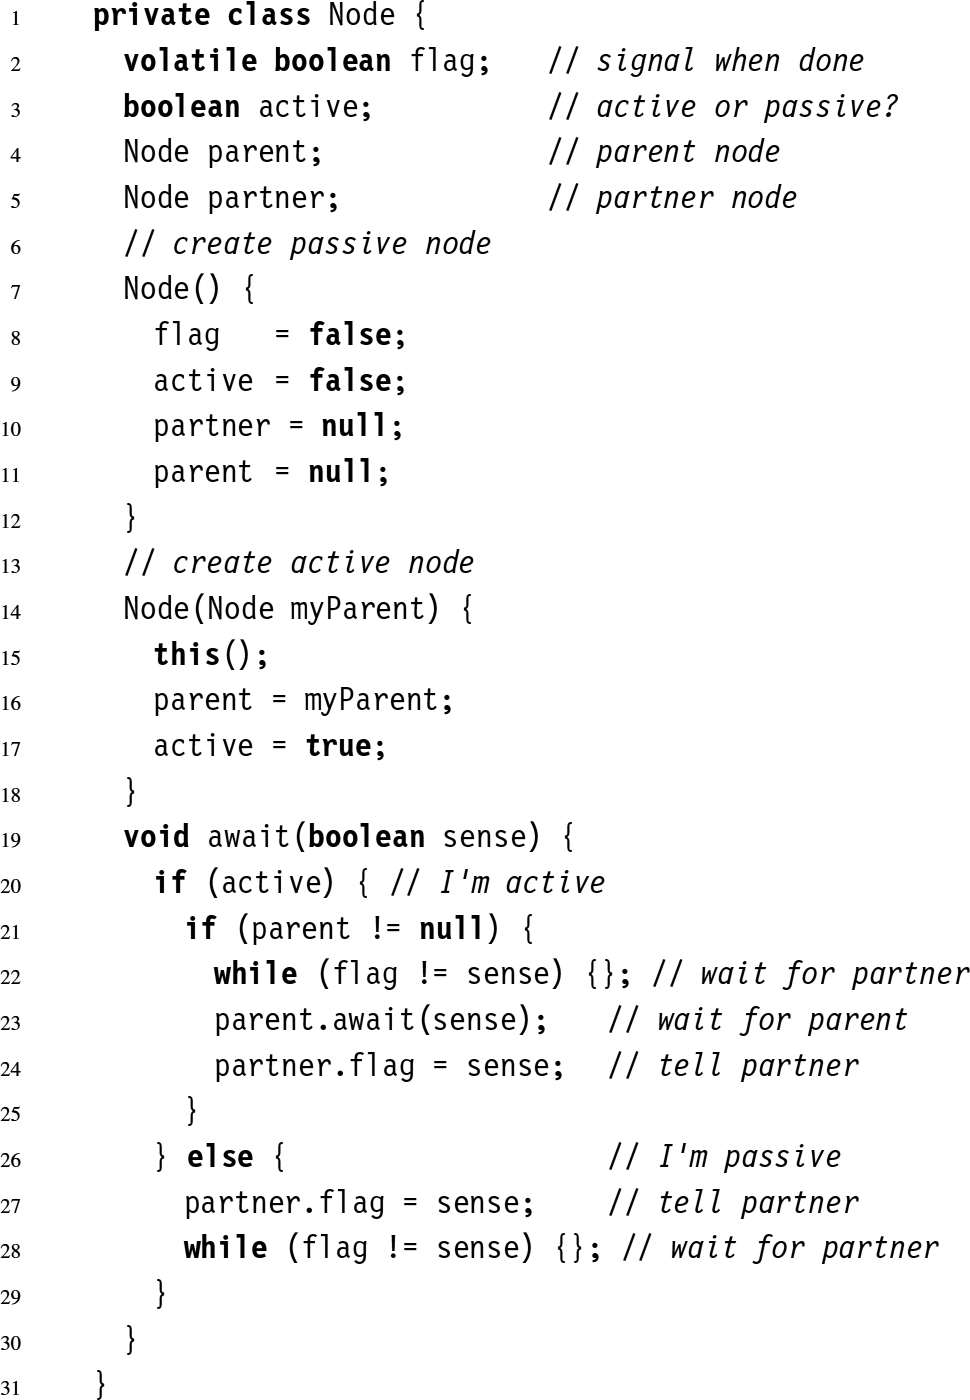 1 private class Node {
2 volatile boolean flag; // signal when done
3 boolean active; // active or passive?
4 Node parent; // parent node
5 Node partner; // partner node
6 // create passive node
7 Node() {
8 flag = false;
9 active = false;
10 partner = null;
11 parent = null;
12 }
13 // create active node
14 Node(Node myParent) {
15 this();
16 parent = myParent;
17 active = true;
18 }
19 void await(boolean sense) {
20 if (active) { // I'm active
21 if (parent != null) {
22 while (flag != sense) {}; // wait for partner
23 parent.await(sense); // wait for parent
24 partner.flag = sense; // tell partner
25 }
26 } else { // I'm passive
27 partner.flag = sense; // tell partner
28 while (flag != sense) {}; // wait for partner
29 }
30 }
31 }